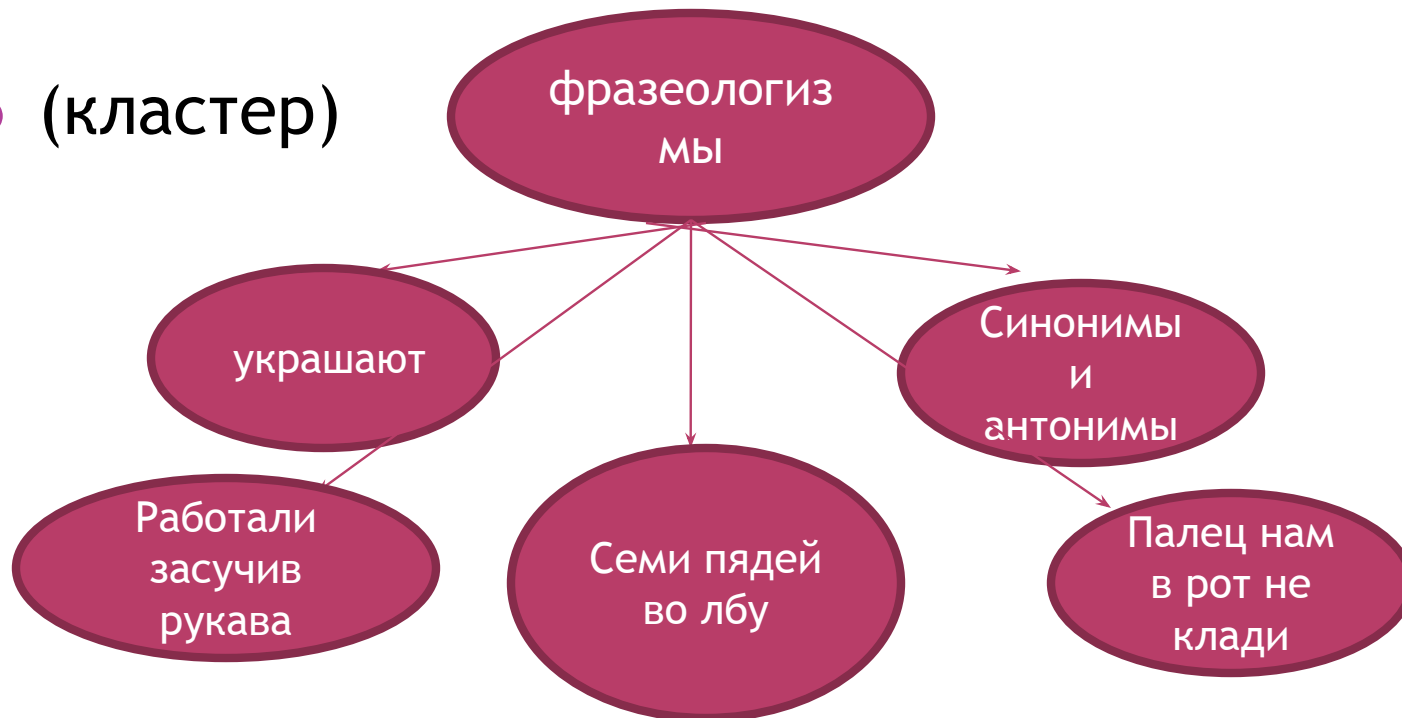 (кластер)
фразеологиз
мы
украшают
Синонимы
и
антонимы
Работали
засучив
рукава
Семи пядей
во лбу
Палец нам
в рот не
клади